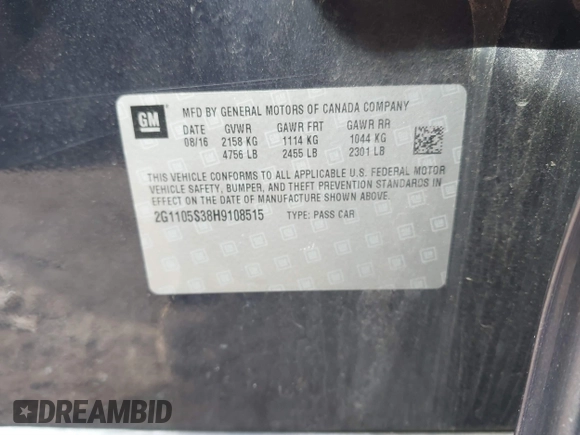 GM
MFD BY GENERAL MOTORS OF CANADA COMPANY
DATE GVWR GAWR FRT GAWR RR
08/16 2158 KG 1114 KG 1044 KG
4756 LB 2455 LB 2301 LB
THIS VEHICLE CONFORMS TO ALL APPLICABLE U.S. FEDERAL MOTOR
VEHICLE SAFETY, BUMPER, AND THEFT PREVENTION STANDARDS IN
EFFECT ON THE DATE OF MANUFACTURE SHOWN ABOVE.
2G1105S38H9108515 TYPE: PASS CAR
DREAMBID